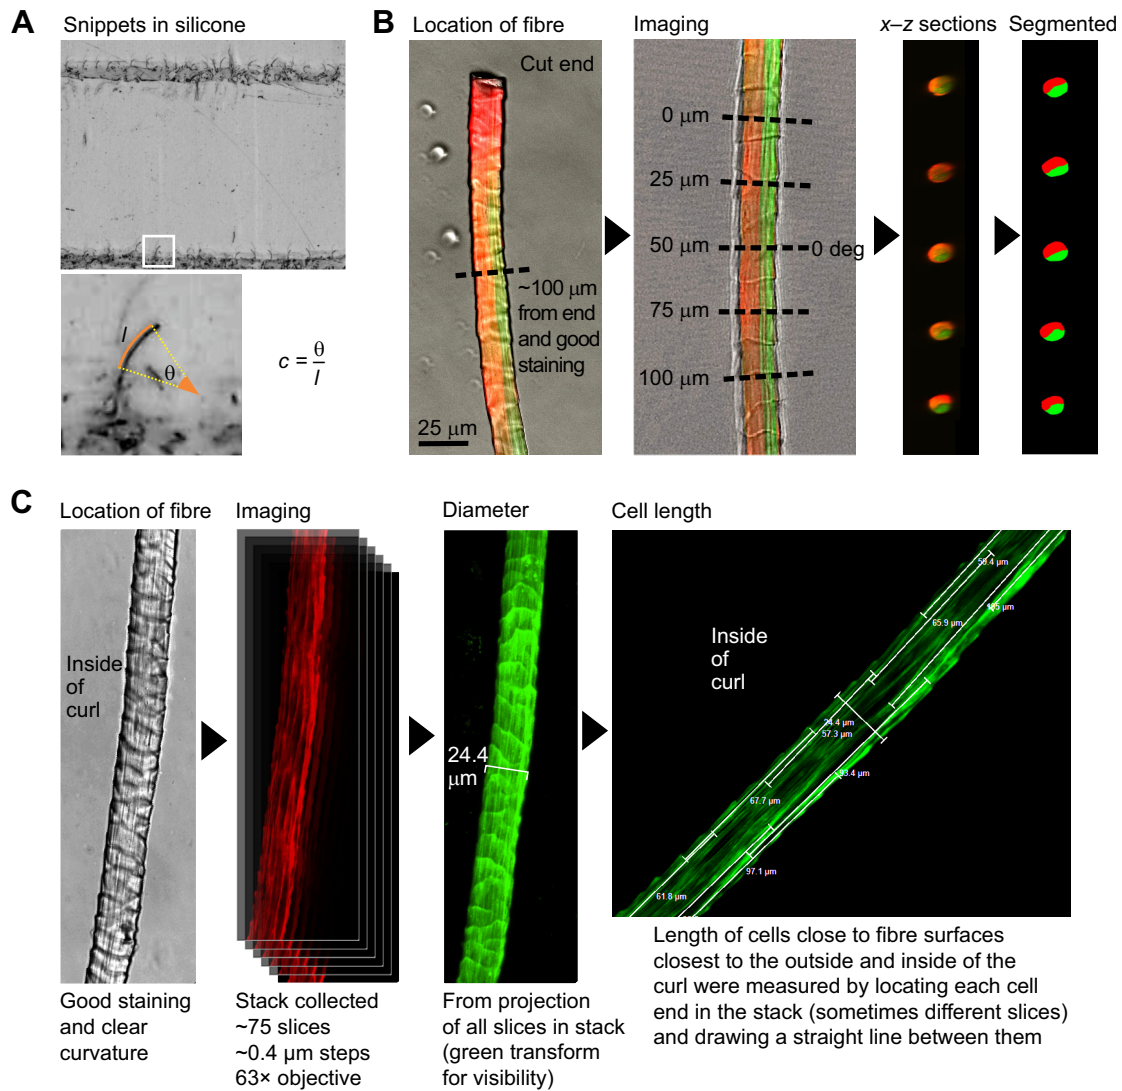 A
Snippets in silicone
l
θ
c = θ/l
B
Location of fibre
Cut end
~100 μm
from end
and good
staining
25 μm
Imaging
0 μm
25 μm
50 μm
0 deg
75 μm
100 μm
x–z sections
Segmented
C
Location of fibre
Inside
of
curl
Good staining
and clear
curvature
Imaging
Stack collected
~75 slices
~0.4 μm steps
63× objective
Diameter
24.4
μm
From projection
of all slices in stack
(green transform
for visibility)
Cell length
Inside
of
curl
59.4 μm
65.9 μm
24.4 μm
57.3 μm
93.4 μm
67.7 μm
97.1 μm
61.8 μm
Length of cells close to fibre surfaces
closest to the outside and inside of the
curl were measured by locating each cell
end in the stack (sometimes different slices)
and drawing a straight line between them